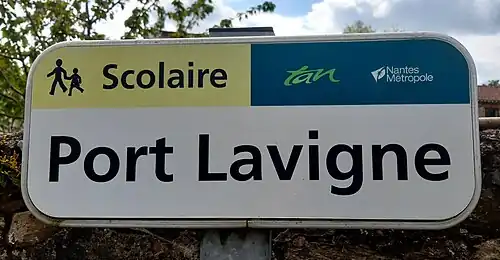 Scolaire tan Nantes
Métropole
Port Lavigne